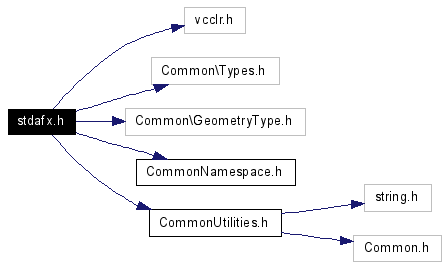 vcclr.h
Common\Types.h
stdafx.h
Common\GeometryType.h
CommonNamespace.h
string.h
CommonUtilities.h
Common.h